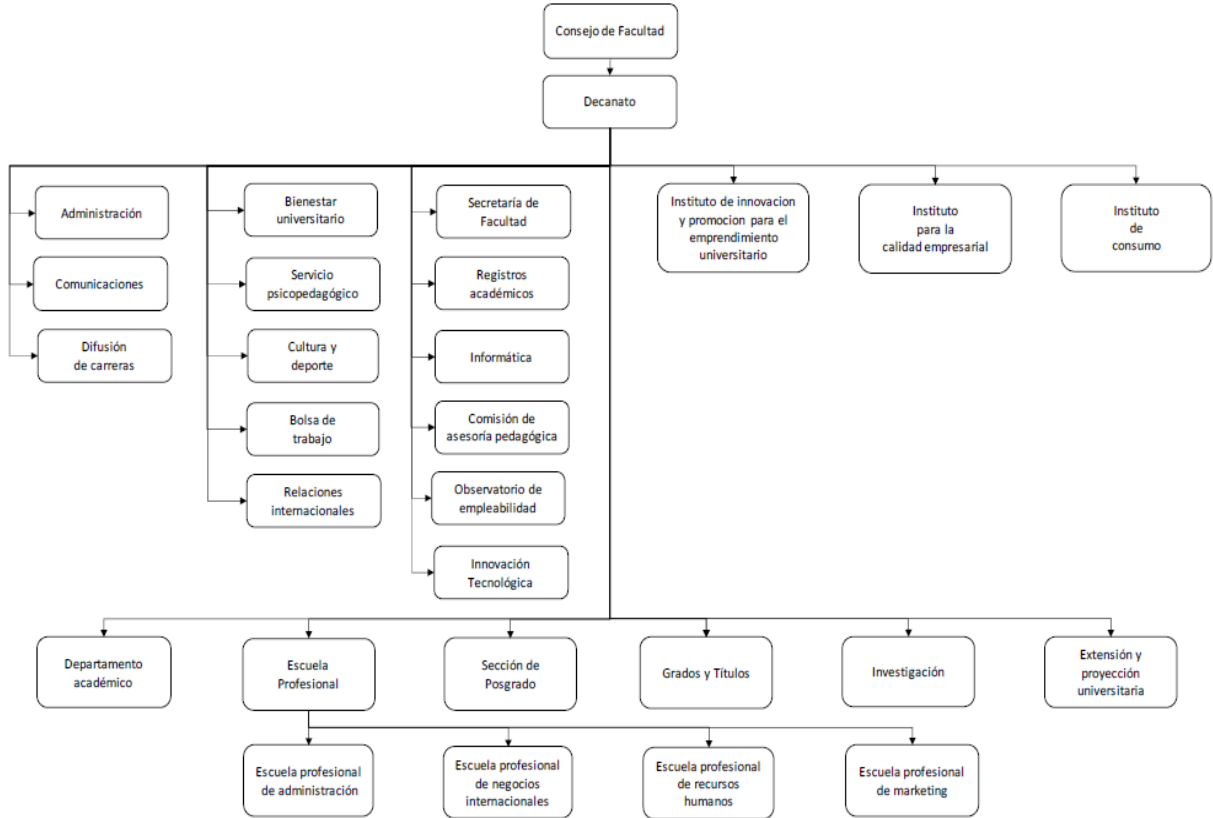 Consejo de Facultad
Decanato
Administración
Comunicaciones
Difusión
de carreras
Bienestar
universitario
Servicio
psicopedagógico
Cultura y
deporte
Bolsa de
trabajo
Relaciones
internacionales
Secretaría de
Facultad
Registros
académicos
Informática
Comisión de
asesoría pedagógica
Observatorio de
empleabilidad
Innovación
Tecnológica
Instituto de innovacion
y promocion para el
emprendimiento
universitario
Instituto
para la
calidad empresarial
Instituto
de
consumo
Departamento
académico
Escuela
Profesional
Sección de
Posgrado
Grados y Títulos
Investigación
Extensión y
proyección
universitaria
Escuela profesional
de administración
Escuela profesional
de negocios
internacionales
Escuela profesional
de recursos
humanos
Escuela profesional
de marketing